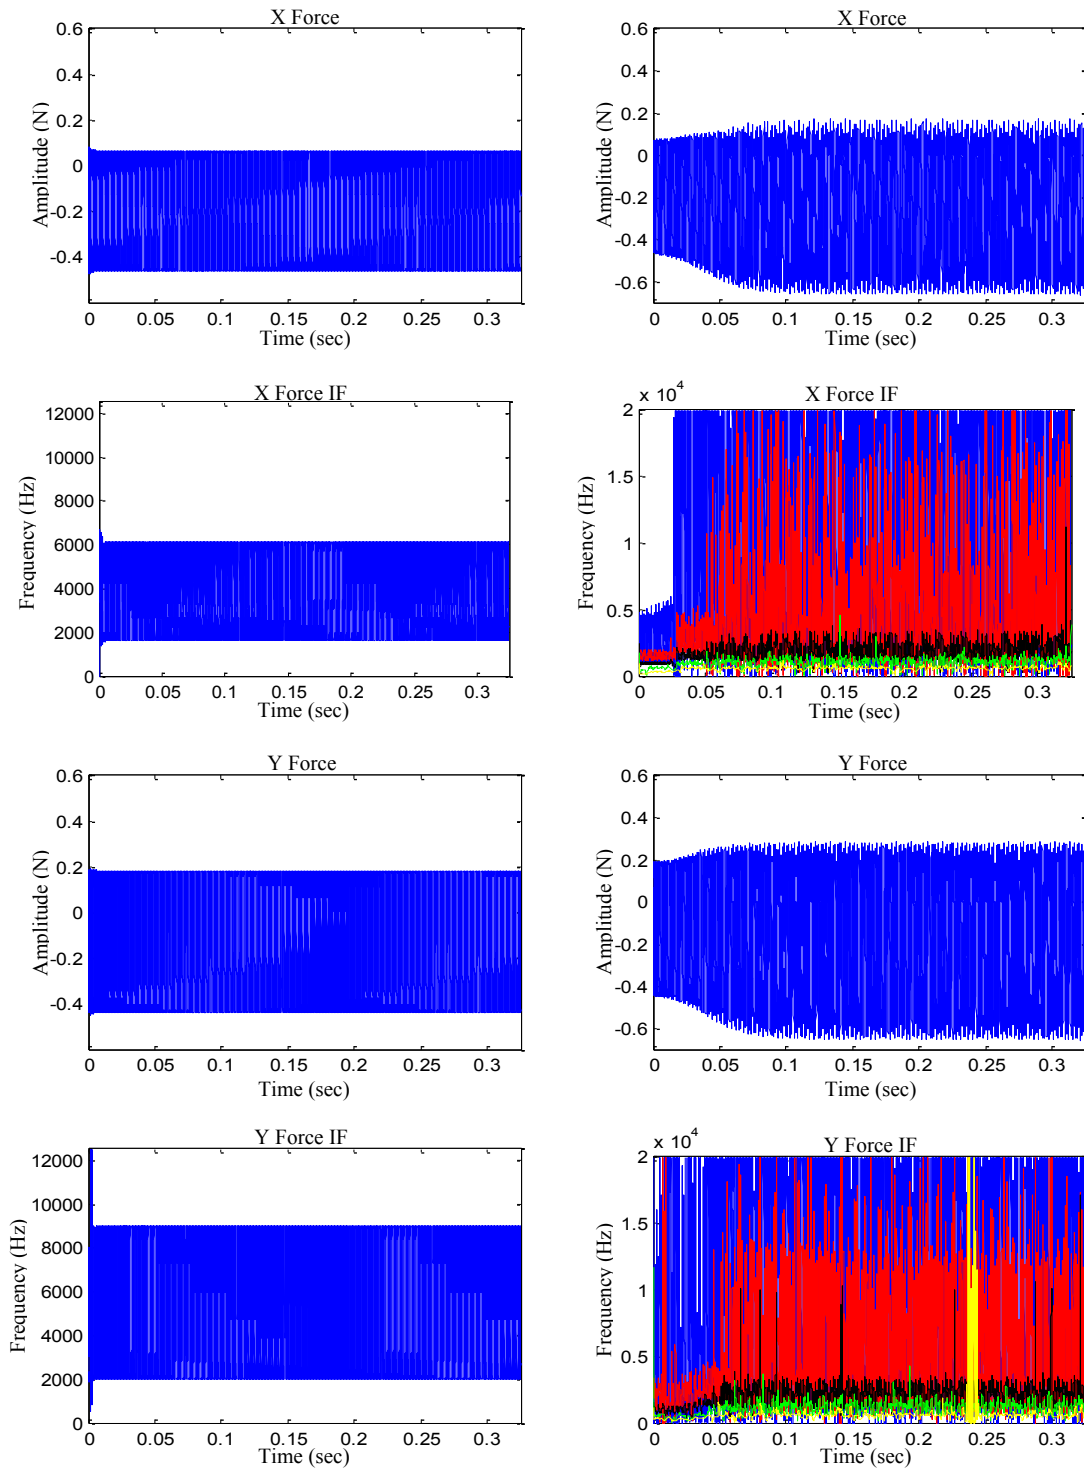 X Force
Amplitude (N)
0.6
0.4
0.2
0
-0.2
-0.4
0 0.05 0.1 0.15 0.2 0.25 0.3
Time (sec)
X Force
Amplitude (N)
0.6
0.4
0.2
0
-0.2
-0.4
-0.6
0 0.05 0.1 0.15 0.2 0.25 0.3
Time (sec)
X Force IF
Frequency (Hz)
12000
10000
8000
6000
4000
2000
0
0 0.05 0.1 0.15 0.2 0.25 0.3
Time (sec)
X Force IF
x 10^4
Frequency (Hz)
2
1.5
1
0.5
0
0 0.05 0.1 0.15 0.2 0.25 0.3
Time (sec)
Y Force
Amplitude (N)
0.6
0.4
0.2
0
-0.2
-0.4
0 0.05 0.1 0.15 0.2 0.25 0.3
Time (sec)
Y Force
Amplitude (N)
0.6
0.4
0.2
0
-0.2
-0.4
-0.6
0 0.05 0.1 0.15 0.2 0.25 0.3
Time (sec)
Y Force IF
Frequency (Hz)
12000
10000
8000
6000
4000
2000
0
0 0.05 0.1 0.15 0.2 0.25 0.3
Time (sec)
Y Force IF
x 10^4
Frequency (Hz)
2
1.5
1
0.5
0
0 0.05 0.1 0.15 0.2 0.25 0.3
Time (sec)